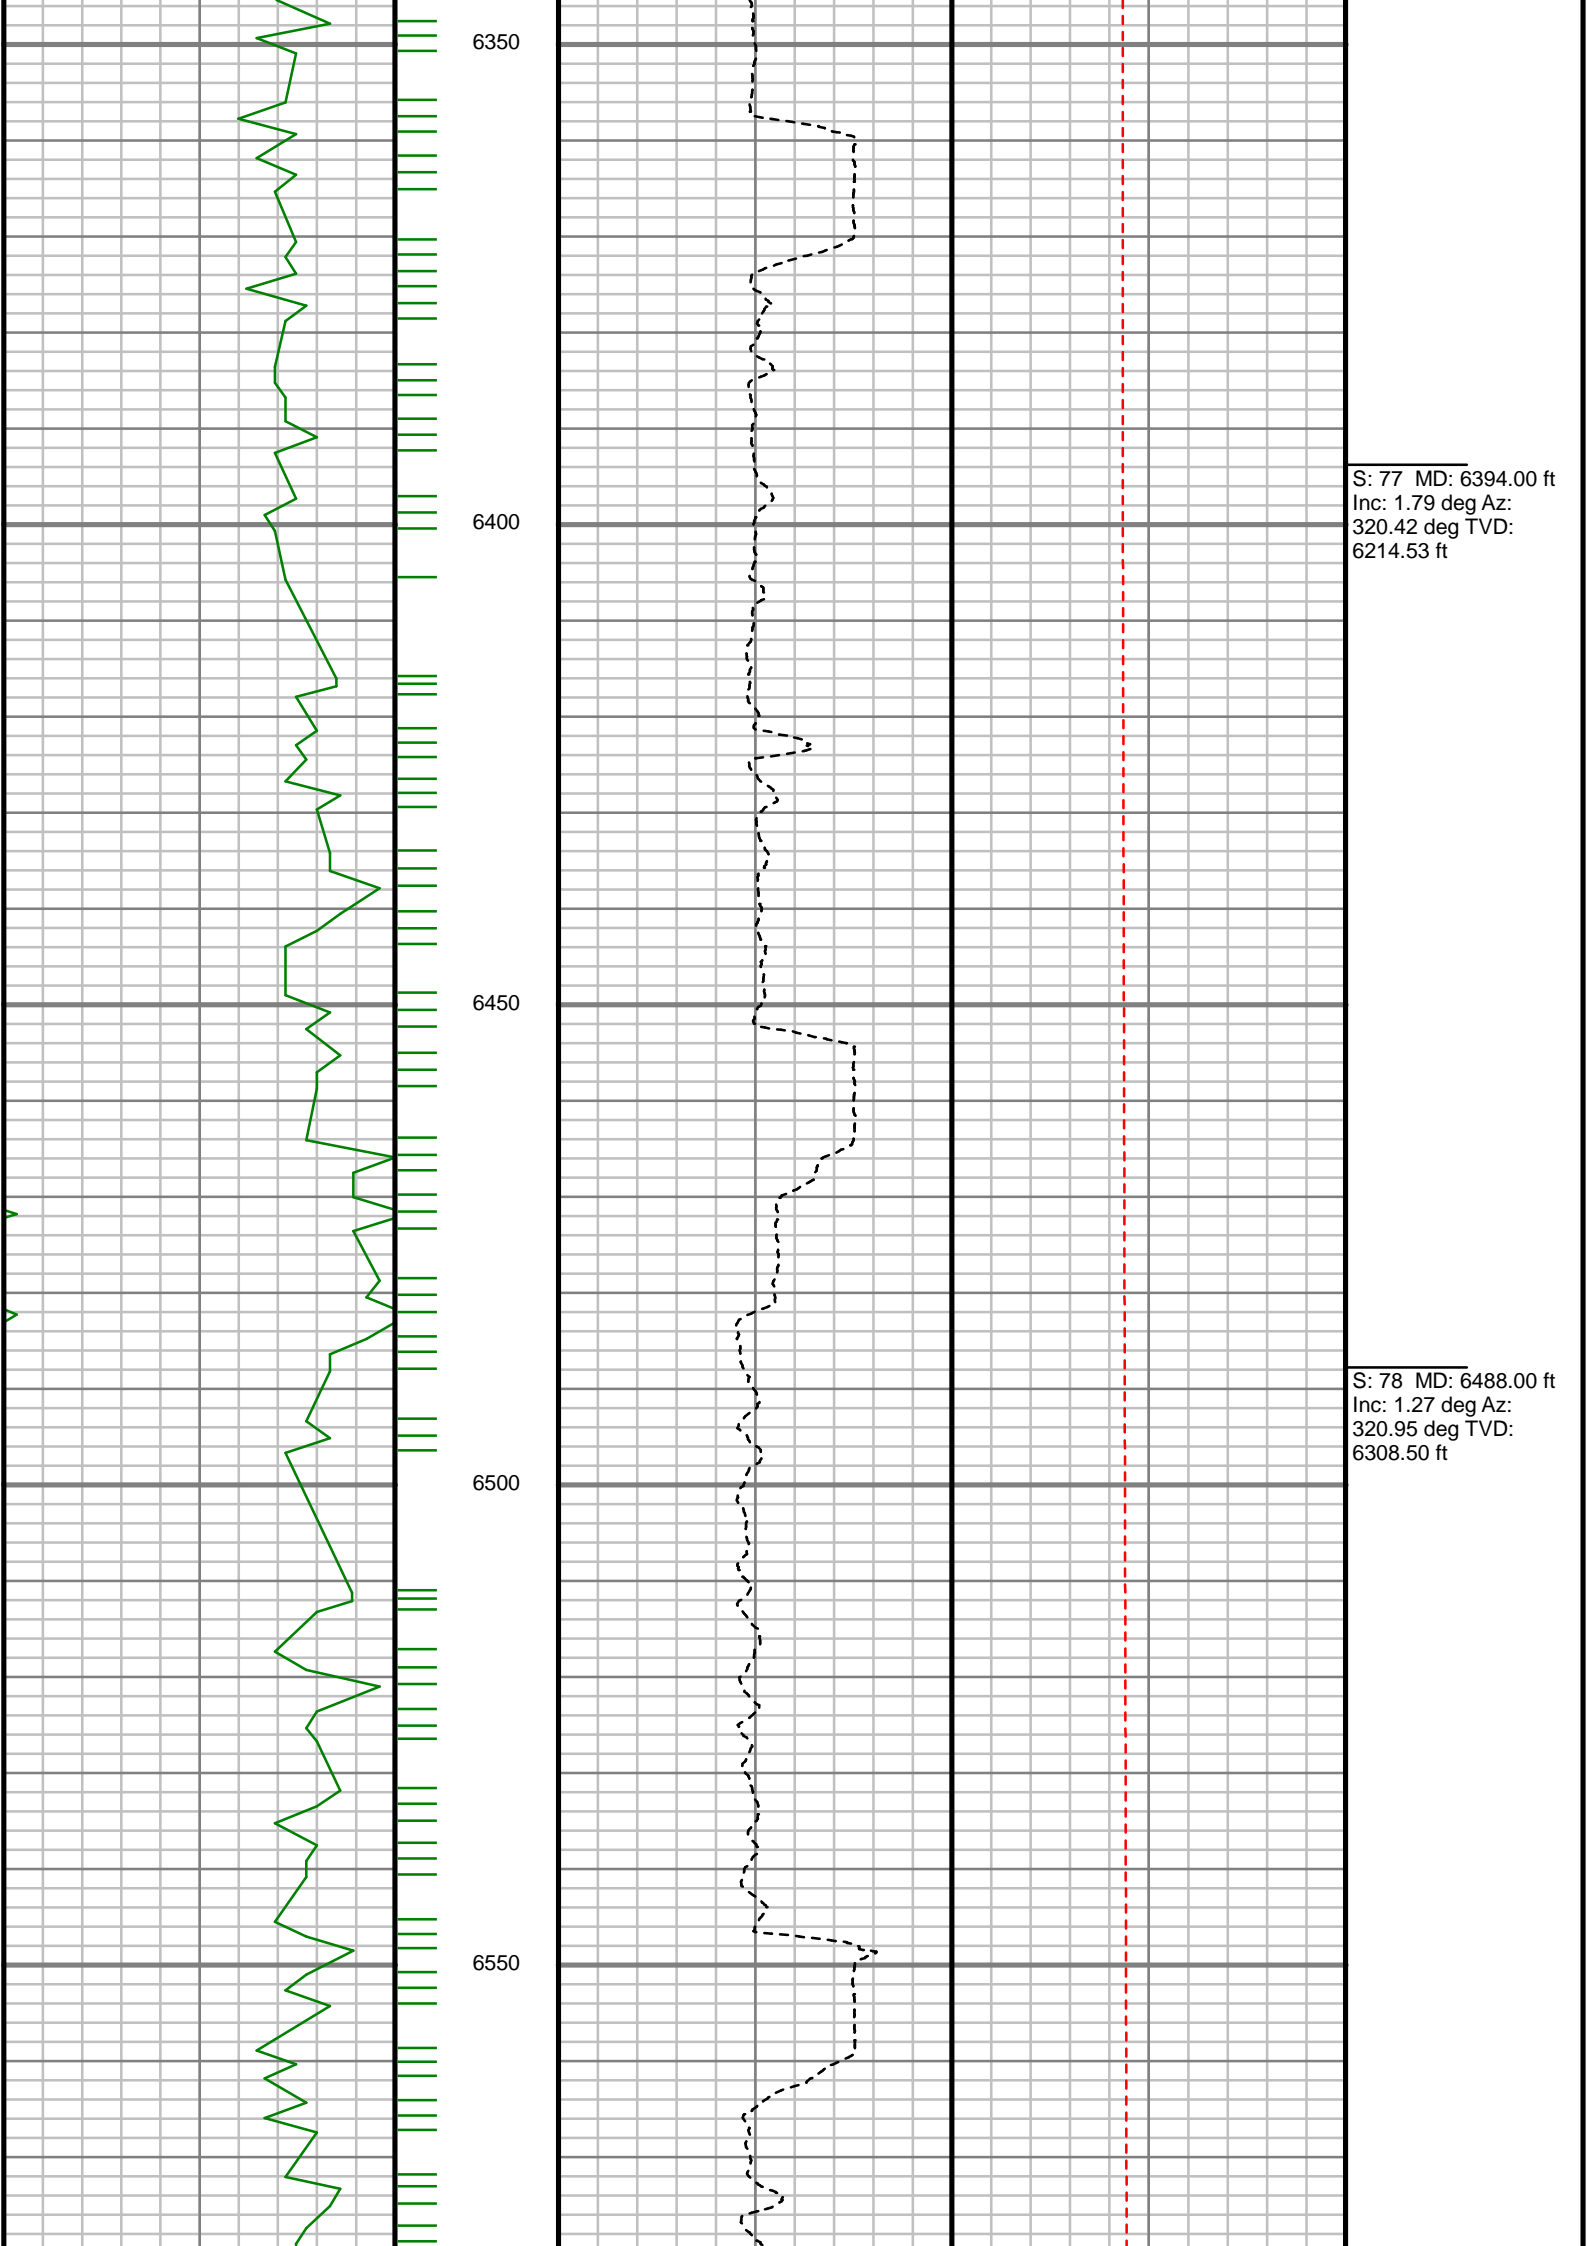 6350
S: 77 MD: 6394.00 ft
Inc: 1.79 deg Az:
320.42 deg TVD:
6214.53 ft
6400
6450
S: 78 MD: 6488.00 ft
Inc: 1.27 deg Az:
320.95 deg TVD:
6308.50 ft
6500
6550